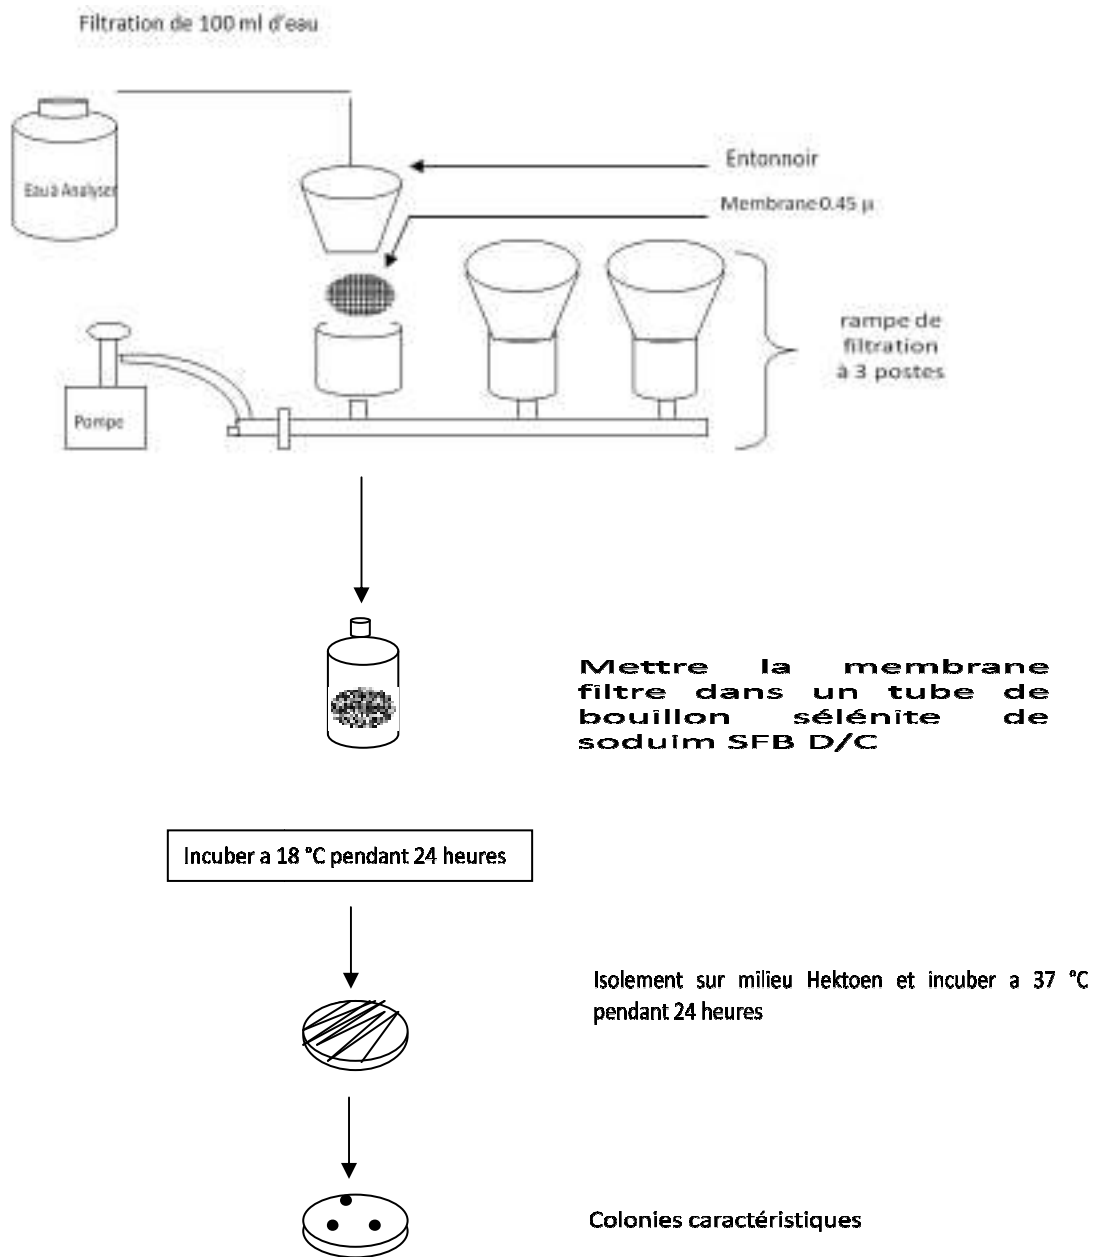 Filtration de 100 ml d'eau
Eau à Analyser
Entonnoir
Membrane 0.45 µ
rampe de
filtration
à 3 postes
Pompe
Mettre la membrane
filtre dans un tube de
bouillon sélénite de
soduim SFB D/C
Incuber a 18 °C pendant 24 heures
Isolement sur milieu Hektoen et incuber a 37 °C
pendant 24 heures
Colonies caractéristiques